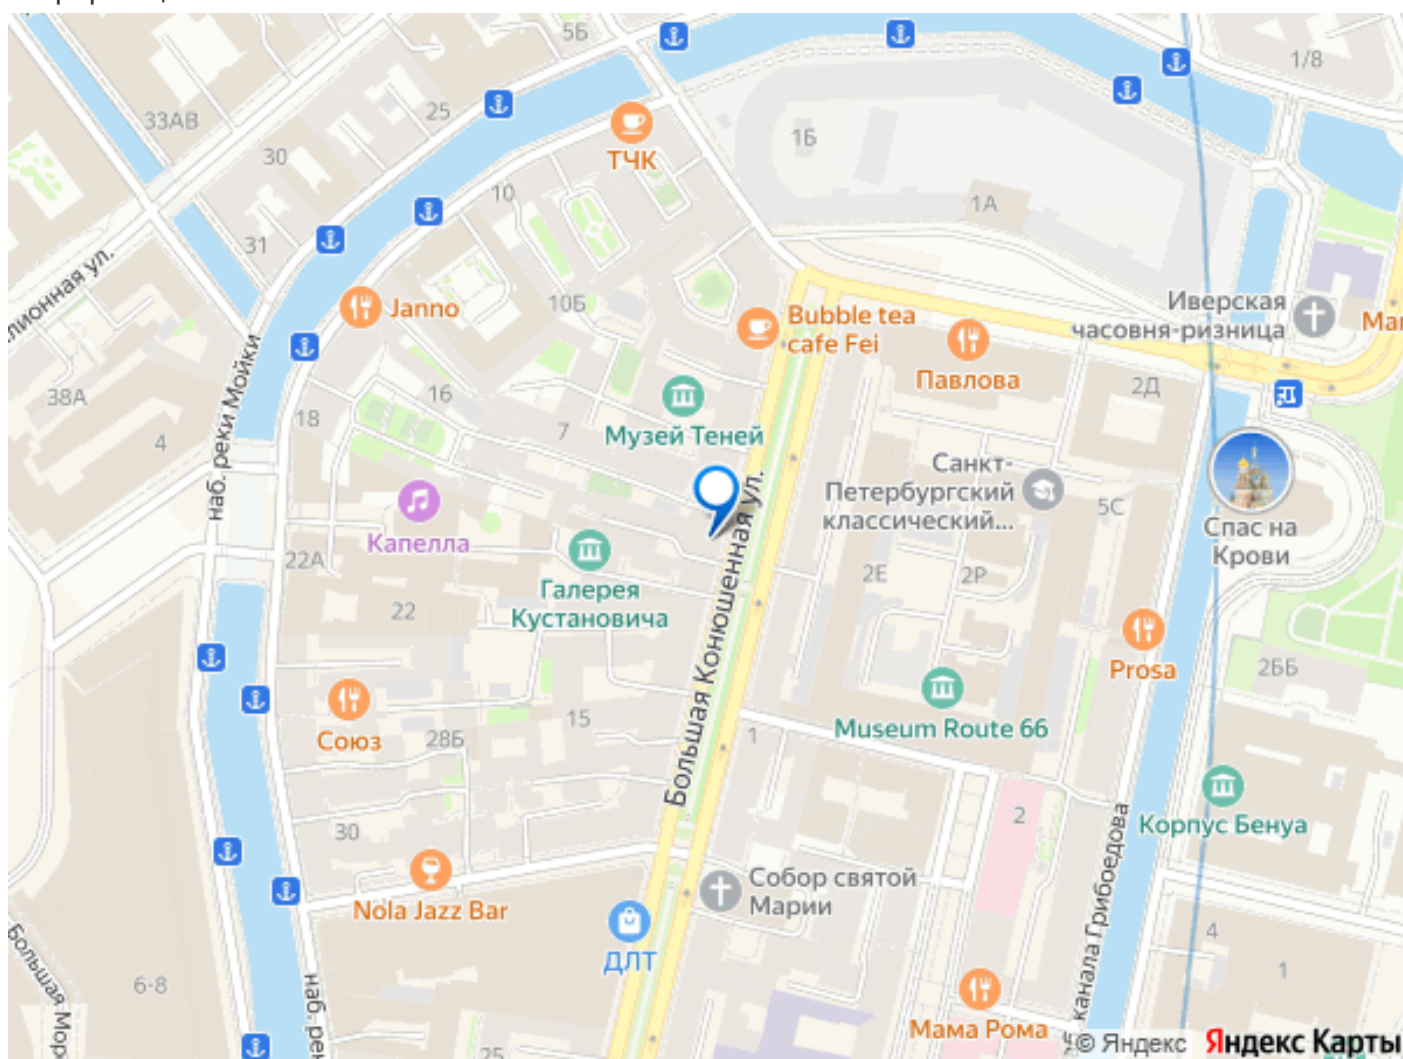 5Б
1/8
25
33АВ
ТЧК
1Б
30
10
1А
31
лионная ул.
Janno
10Б
Bubble tea
cafe Fei
Иверская
часовня-ризница
Павлова
2Д
38А
16
Музей Теней
18
7
4
наб. реки Мойки
Санкт-
Петербургский
классический...
5С
Спас на
Крови
Капелла
22А
Галерея
Кустановича
22
2Е
2Р
Большая Конюшенная ул.
Prosa
2ББ
Союз
28Б
15
1
Museum Route 66
30
2
Корпус Бенуа
Nola Jazz Bar
Собор святой
Марии
ДЛТ
канала Грибоедова
4
1
6-8
Большая Мор
наб. рек
25
Мама Рома
© Яндекс
Яндекс Карты